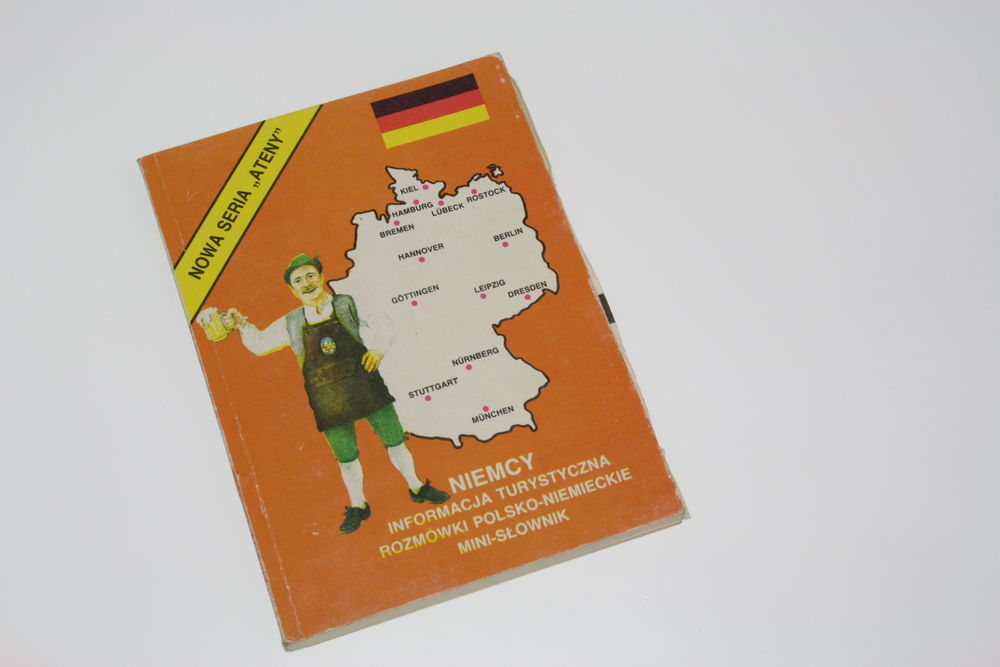 NOWA SERIA „ATENY”
KIEL
HAMBURG
LÜBECK
ROSTOCK
BREMEN
HANNOVER
BERLIN
GÖTTINGEN
LEIPZIG
DRESDEN
NÜRNBERG
STUTTGART
MÜNCHEN
NIEMCY
INFORMACJA TURYSTYCZNA
ROZMÓWKI POLSKO-NIEMIECKIE
MINI-SŁOWNIK